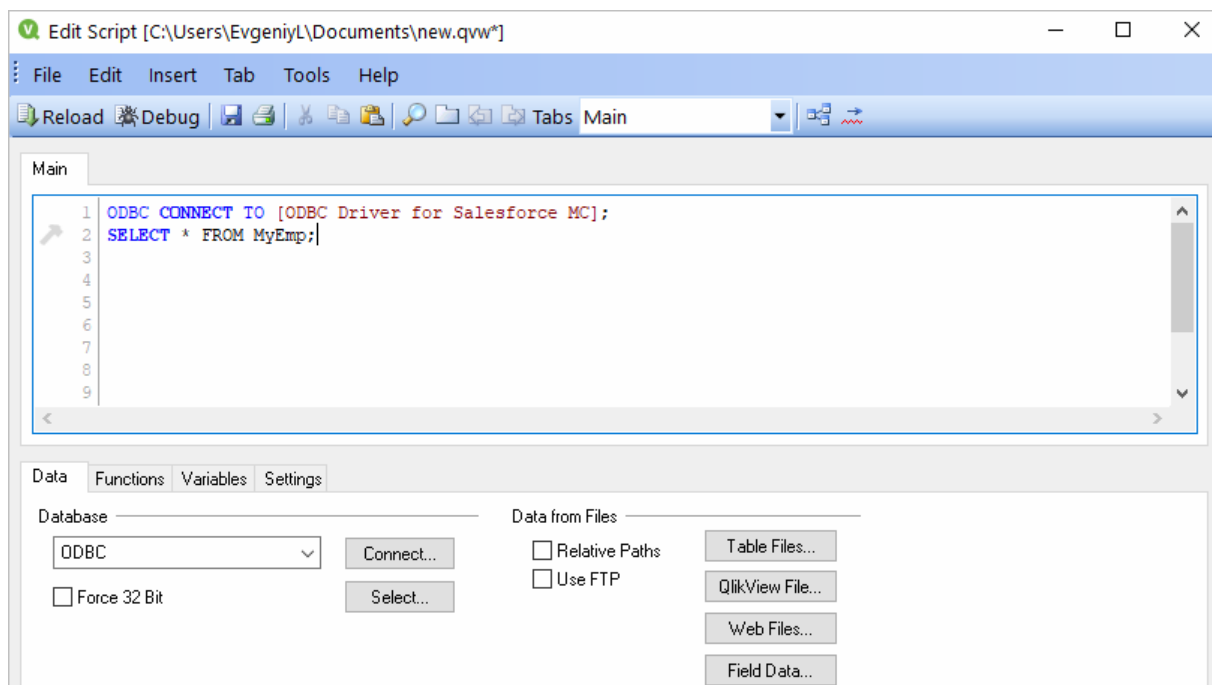 Edit Script [C:\Users\EvgeniyL\Documents\new.qvw*]
File Edit Insert Tab Tools Help
Reload Debug Tabs Main
Main
1 ODBC CONNECT TO [ODBC Driver for Salesforce MC];
2 SELECT * FROM MyEmp;
3
4
5
6
7
8
9
Data Functions Variables Settings
Database Data from Files
ODBC Connect... Relative Paths Table Files...
Use FTP
Force 32 Bit Select... QlikView File...
Web Files...
Field Data...